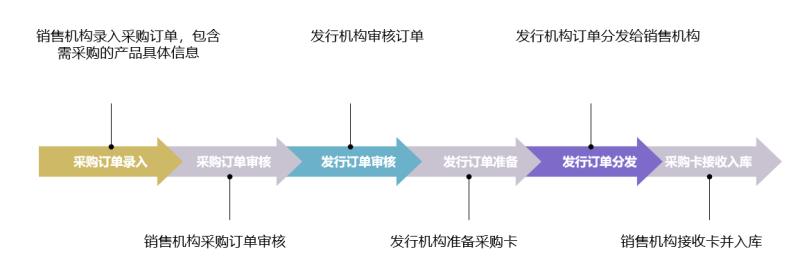 销售机构录入采购订单，包含
需采购的产品具体信息
发行机构审核订单
发行机构订单分发给销售机构
采购订单录入
采购订单审核
发行订单审核
发行订单准备
发行订单分发
采购卡接收入库
销售机构采购订单审核
发行机构准备采购卡
销售机构接收卡并入库